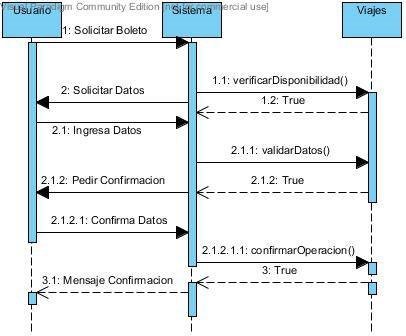 Visual Paradigm Community Edition [not for commercial use]
Usuario
Sistema
Viajes
1: Solicitar Boleto
1.1: verificarDisponibilidad()
2: Solicitar Datos
1.2: True
2.1: Ingresa Datos
2.1.1: validarDatos()
2.1.2: Pedir Confirmacion
2.1.2: True
2.1.2.1: Confirma Datos
2.1.2.1.1: confirmarOperacion()
3: True
3.1: Mensaje Confirmacion